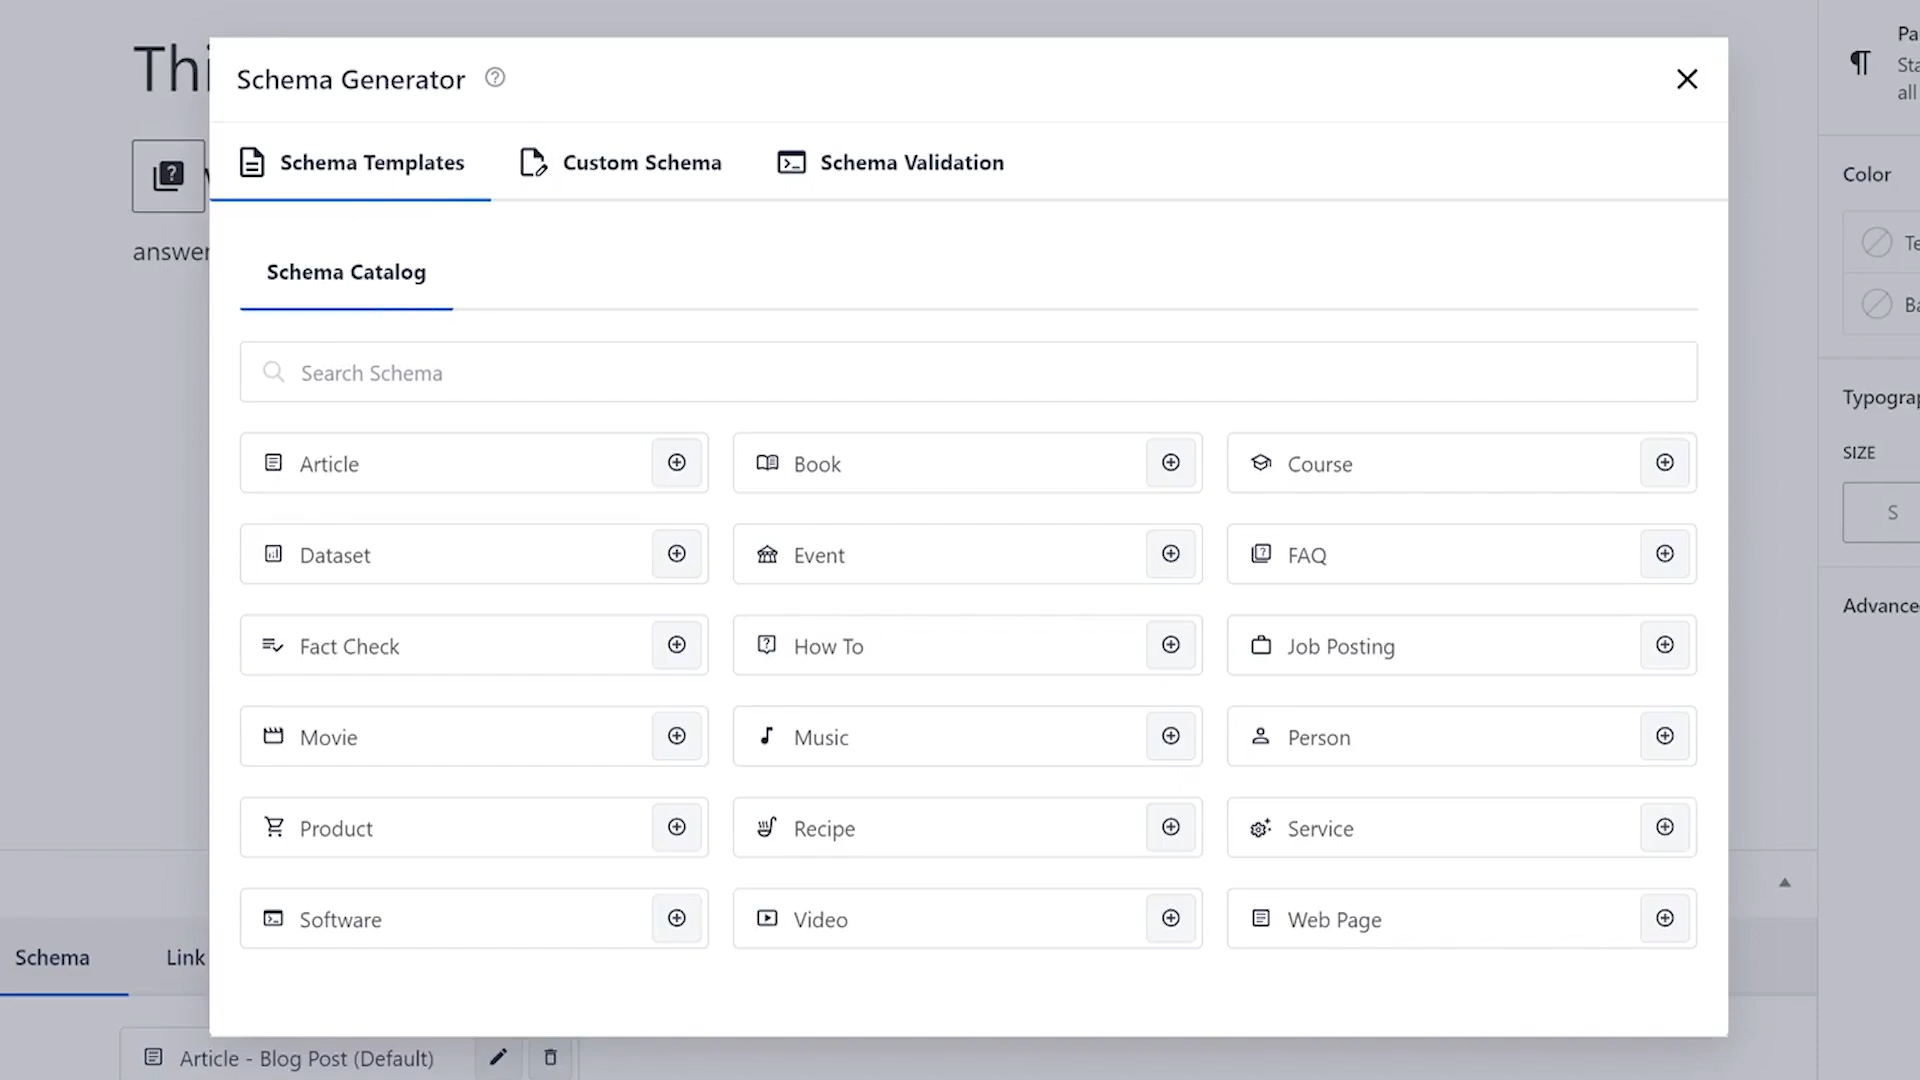 Thi
answer
Schema Generator
Schema Templates
Custom Schema
Schema Validation
Schema Catalog
Search Schema
Article
Book
Course
Dataset
Event
FAQ
Fact Check
How To
Job Posting
Movie
Music
Person
Product
Recipe
Service
Software
Video
Web Page
Schema
Link
Article - Blog Post (Default)
Pa
Sta
all
Color
Te
Ba
Typograp
SIZE
S
Advance